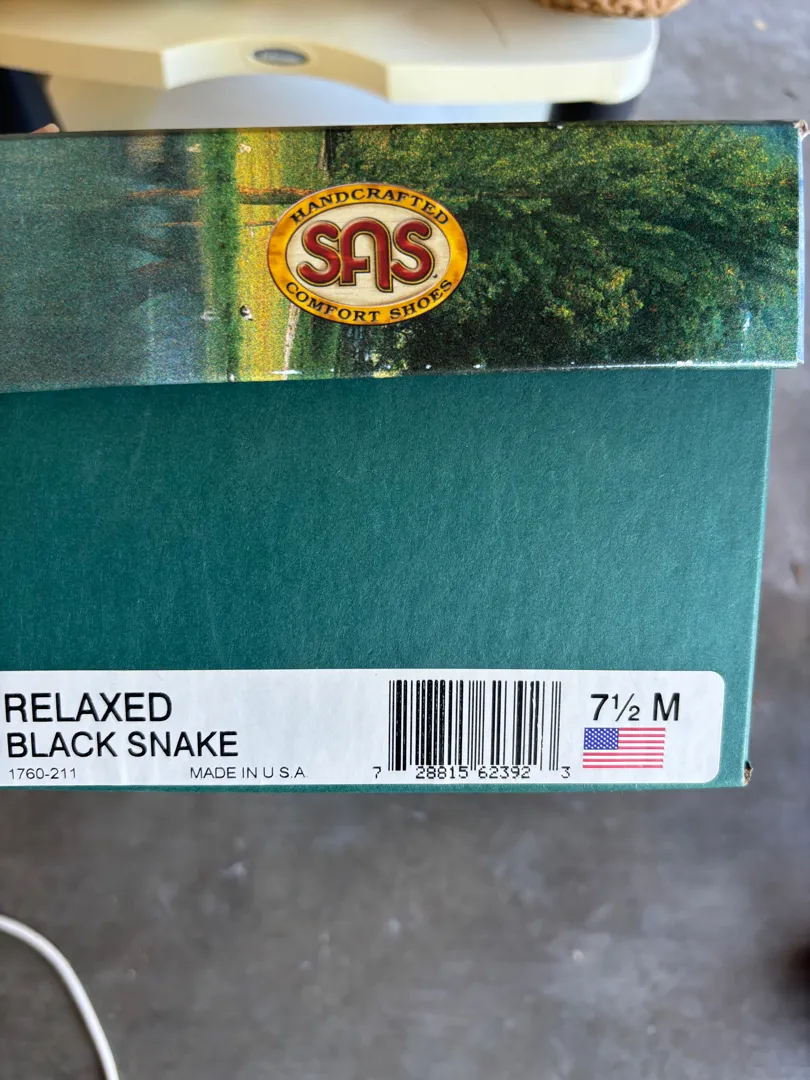 HANDCRAFTED
SAS
COMFORT SHOES
RELAXED
BLACK SNAKE
1760-211 MADE IN U S.A
7 28815 62392 3
7½ M